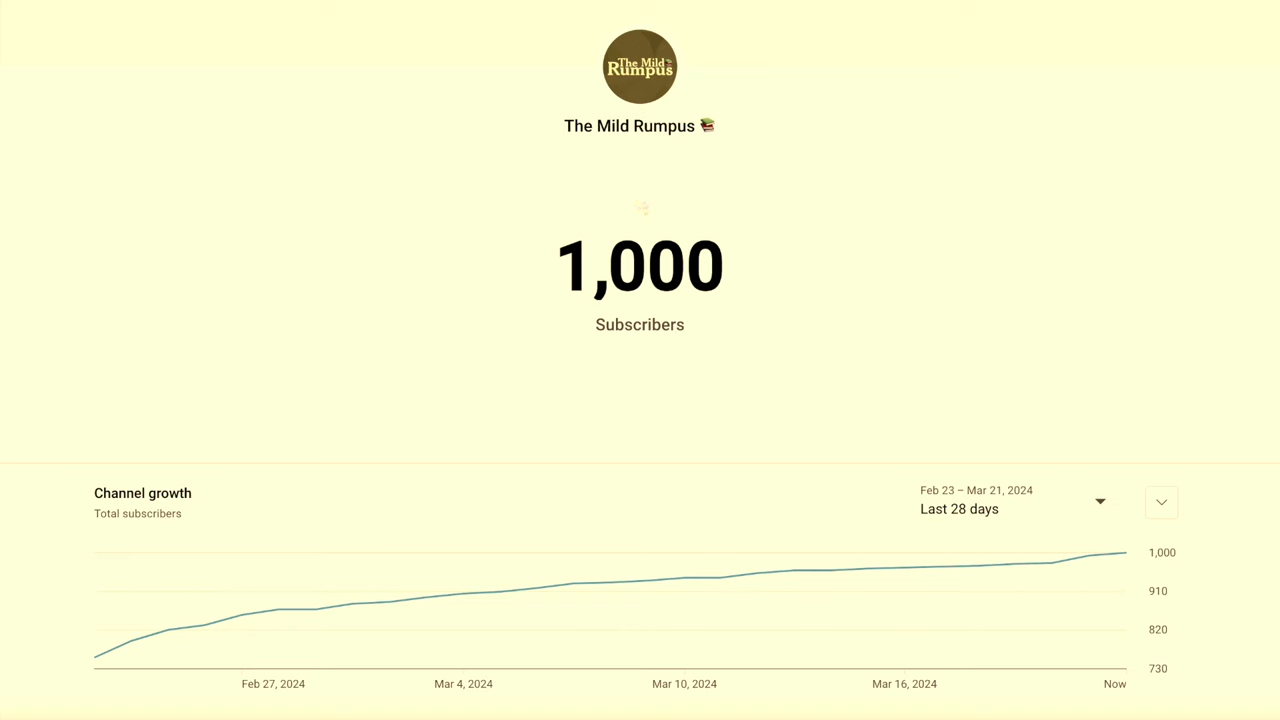 The Mild
Rumpus
The Mild Rumpus
1,000
Subscribers
Channel growth
Total subscribers
Feb 23 – Mar 21, 2024
Last 28 days
1,000
910
820
730
Feb 27, 2024
Mar 4, 2024
Mar 10, 2024
Mar 16, 2024
Now